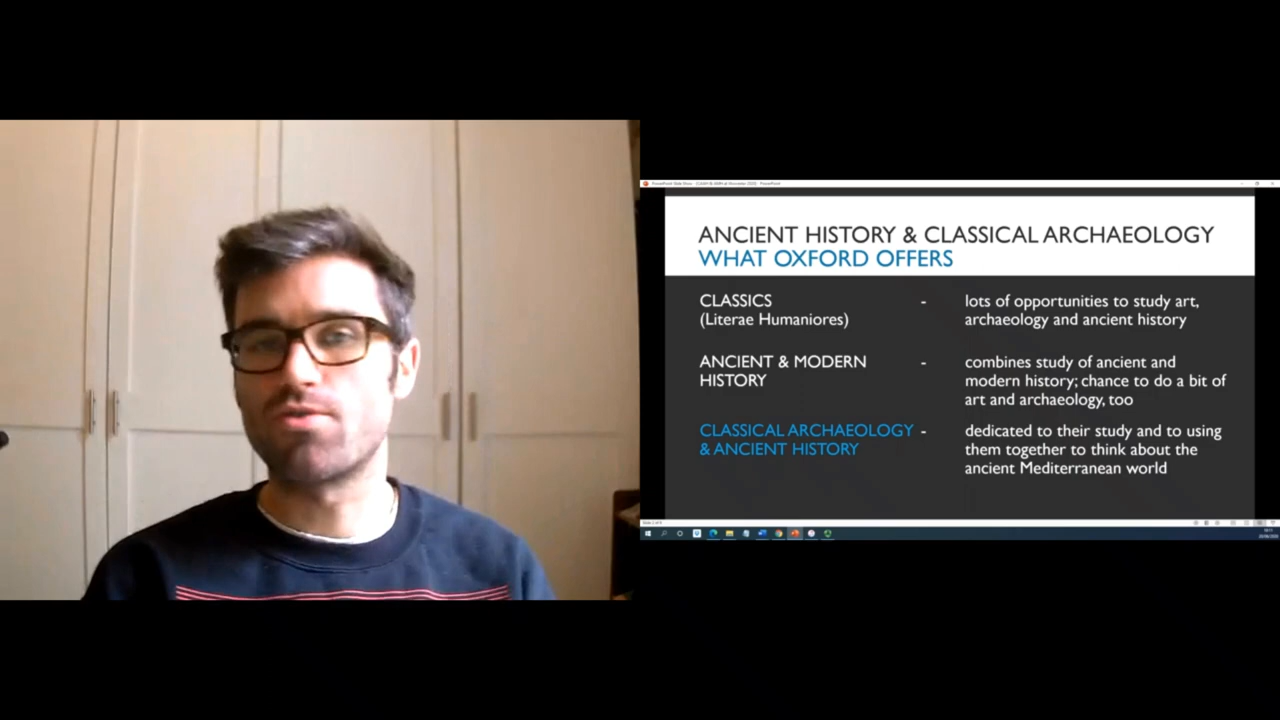 ANCIENT HISTORY & CLASSICAL ARCHAEOLOGY
WHAT OXFORD OFFERS
CLASSICS - lots of opportunities to study art,
(Literae Humaniores) archaeology and ancient history
ANCIENT & MODERN - combines study of ancient and
HISTORY modern history; chance to do a bit of
art and archaeology, too
CLASSICAL ARCHAEOLOGY - dedicated to their study and to using
& ANCIENT HISTORY them together to think about the
ancient Mediterranean world